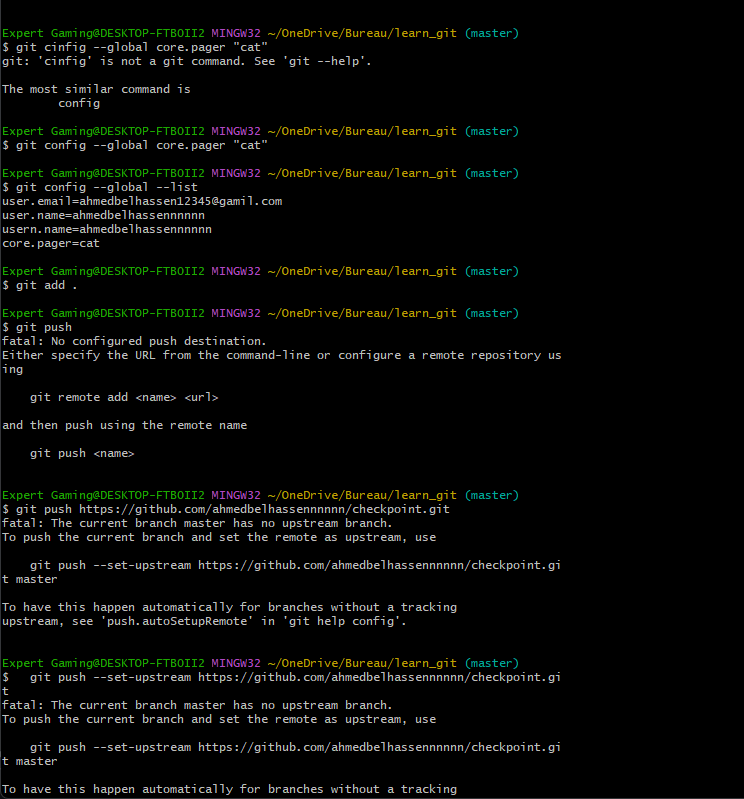 Expert Gaming@DESKTOP-FTBOII2 MINGW32 ~/OneDrive/Bureau/learn_git (master)
$ git cinfig --global core.pager "cat"
git: 'cinfig' is not a git command. See 'git --help'.

The most similar command is
        config

Expert Gaming@DESKTOP-FTBOII2 MINGW32 ~/OneDrive/Bureau/learn_git (master)
$ git config --global core.pager "cat"

Expert Gaming@DESKTOP-FTBOII2 MINGW32 ~/OneDrive/Bureau/learn_git (master)
$ git config --global --list
user.email=ahmedbelhassen12345@gamil.com
user.name=ahmedbelhassennnnnn
usern.name=ahmedbelhassennnnnn
core.pager=cat

Expert Gaming@DESKTOP-FTBOII2 MINGW32 ~/OneDrive/Bureau/learn_git (master)
$ git add .

Expert Gaming@DESKTOP-FTBOII2 MINGW32 ~/OneDrive/Bureau/learn_git (master)
$ git push
fatal: No configured push destination.
Either specify the URL from the command-line or configure a remote repository us
ing

    git remote add <name> <url>

and then push using the remote name

    git push <name>


Expert Gaming@DESKTOP-FTBOII2 MINGW32 ~/OneDrive/Bureau/learn_git (master)
$ git push https://github.com/ahmedbelhassennnnnn/checkpoint.git
fatal: The current branch master has no upstream branch.
To push the current branch and set the remote as upstream, use

    git push --set-upstream https://github.com/ahmedbelhassennnnnn/checkpoint.gi
t master

To have this happen automatically for branches without a tracking
upstream, see 'push.autoSetupRemote' in 'git help config'.


Expert Gaming@DESKTOP-FTBOII2 MINGW32 ~/OneDrive/Bureau/learn_git (master)
$   git push --set-upstream https://github.com/ahmedbelhassennnnnn/checkpoint.gi
t
fatal: The current branch master has no upstream branch.
To push the current branch and set the remote as upstream, use

    git push --set-upstream https://github.com/ahmedbelhassennnnnn/checkpoint.gi
t master

To have this happen automatically for branches without a tracking